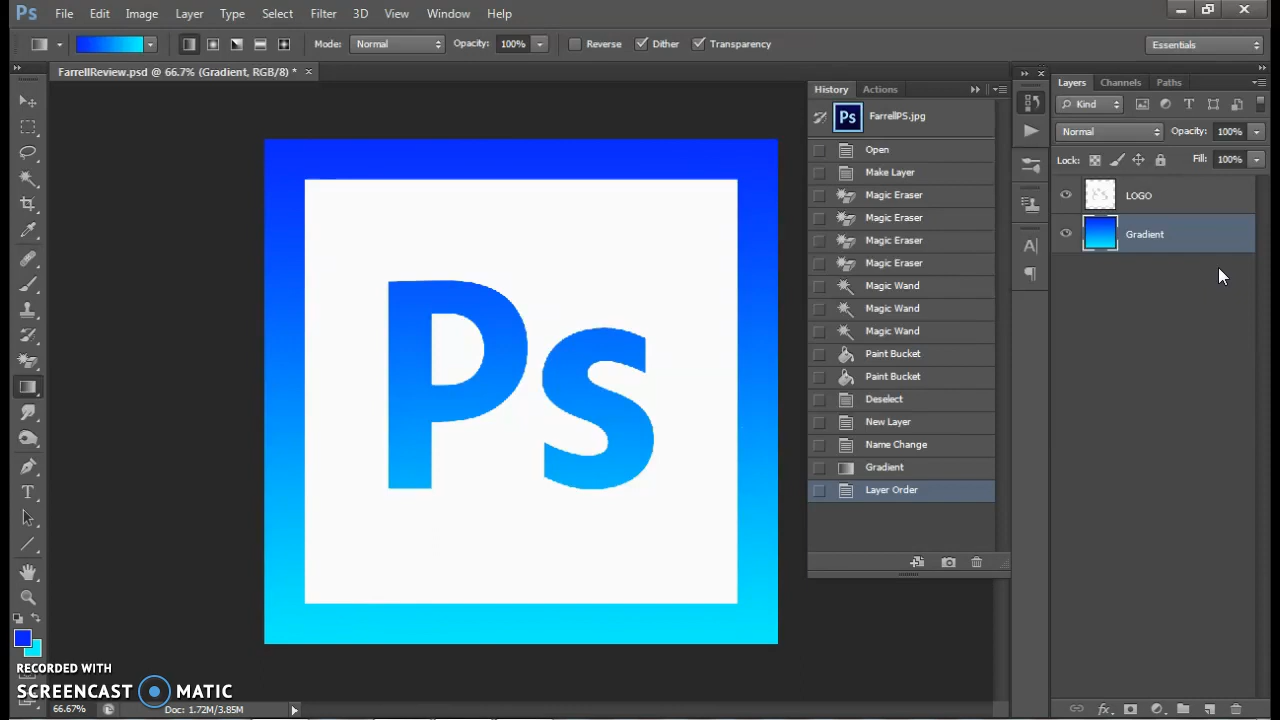 Ps File Edit Image Layer Type Select Filter 3D View Window Help
Mode: Normal Opacity: 100% Reverse Dither Transparency Essentials
FarrellReview.psd @ 66.7% (Gradient, RGB/8) * ×
History Actions
Ps FarrellPS.jpg
Open
Make Layer
Magic Eraser
Magic Eraser
Magic Eraser
Magic Eraser
Magic Wand
Magic Wand
Magic Wand
Paint Bucket
Paint Bucket
Deselect
New Layer
Name Change
Gradient
Layer Order
Layers Channels Paths
Kind
Normal Opacity: 100%
Lock: Fill: 100%
LOGO
Gradient
Ps
RECORDED WITH
SCREENCAST MATIC
66.67% Doc: 1.72M/3.85M